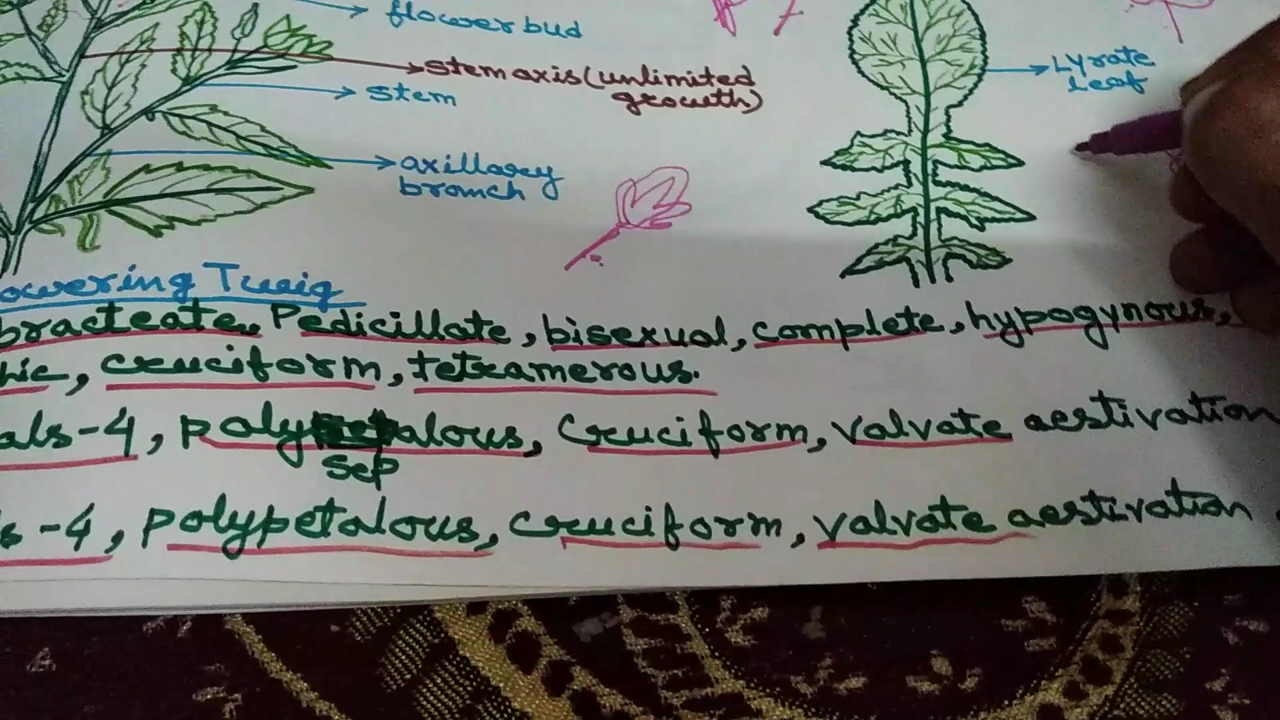 flower bud
stem axis (unlimited
growth)
stem
axillary
branch
Lyrate
leaf
owering Twig
bracteate, Pedicillate, bisexual, complete, hypogynous,
hic, cruciform, tetramerous.
als-4, polysepalous, cruciform, valvate aestivation
s -4, polypetalous, cruciform, valvate aestivation.